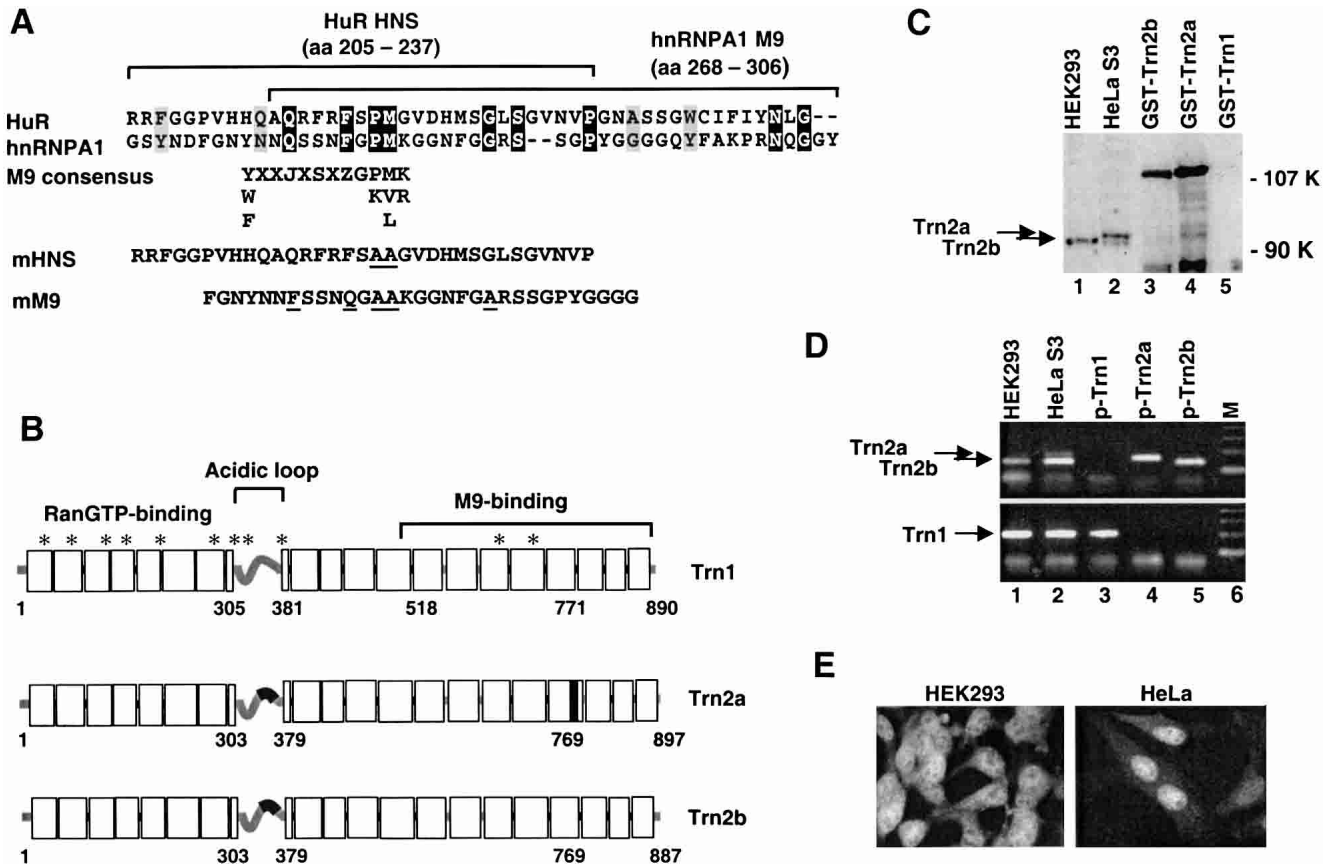 A
HuR HNS
(aa 205 – 237)
hnRNPA1 M9
(aa 268 – 306)
HuR RRFGGPVHHQAQRFRFSPMGVDHMSGLSGVNVPGNASSGWCIFIYNLG--
hnRNPA1 GSYNDFGNYNNQSSNFGPMKGGNFGGRS--SGPYGGGGQYFAKPRNQGGY
M9 consensus YXXJXSXZGPMK
W KVR
F L
mHNS RRFGGPVHHQAQRFRFSAAGVDHMSGLSGVNVP
mM9 FGNYNNFSSNQGAAKGGNFGARSSGPYGGGG
B
Acidic loop
RanGTP-binding
M9-binding
* * * * * * * * * * *
Trn1
1 305 381 518 771 890
Trn2a
1 303 379 769 897
Trn2b
1 303 379 769 887
C
HEK293
HeLa S3
GST-Trn2b
GST-Trn2a
GST-Trn1
- 107 K
Trn2a
Trn2b
- 90 K
1 2 3 4 5
D
HEK293
HeLa S3
p-Trn1
p-Trn2a
p-Trn2b
M
Trn2a
Trn2b
Trn1
1 2 3 4 5 6
E
HEK293
HeLa